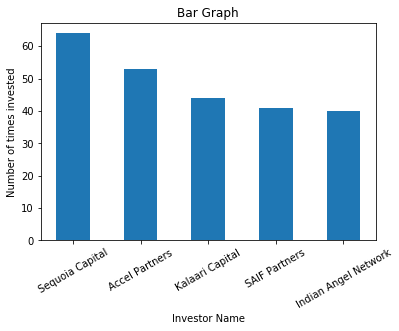 Bar Graph
Number of times invested
60
50
40
30
20
10
0
Sequoia Capital
Accel Partners
Kalaari Capital
SAIF Partners
Indian Angel Network
Investor Name